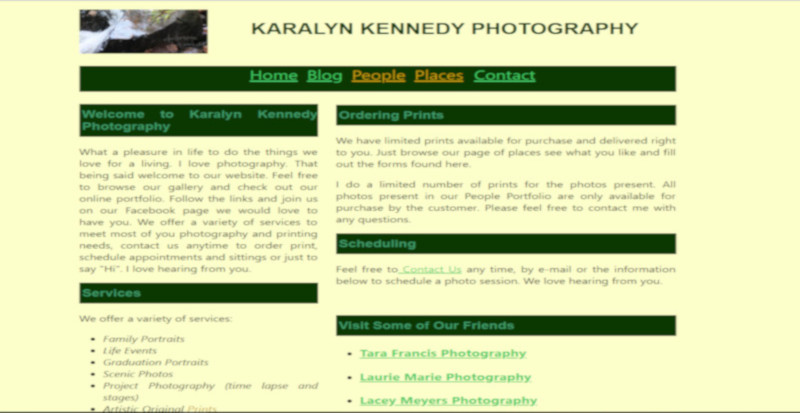 KARALYN KENNEDY PHOTOGRAPHY
Home Blog People Places Contact
Welcome to Karalyn Kennedy
Photography
What a pleasure in life to do the things we
love for a living. I love photography. That
being said welcome to our website. Feel free
to browse our gallery and check out our
online portfolio. Follow the links and join us
on our Facebook page we would love to
have you. We offer a variety of services to
meet most of you photography and printing
needs, contact us anytime to order print,
schedule appointments and sittings or just to
say "Hi". I love hearing from you.
Services
We offer a variety of services:
• Family Portraits
• Life Events
• Graduation Portraits
• Scenic Photos
• Project Photography (time lapse and
stages)
• Artistic Original Prints
Ordering Prints
We have limited prints available for purchase and delivered right
to you. Just browse our page of places see what you like and fill
out the forms found here.
I do a limited number of prints for the photos present. All
photos present in our People Portfolio are only available for
purchase by the customer. Please feel free to contact me with
any questions.
Scheduling
Feel free to Contact Us any time, by e-mail or the information
below to schedule a photo session. We love hearing from you.
Visit Some of Our Friends
• Tara Francis Photography
• Laurie Marie Photography
• Lacey Meyers Photography